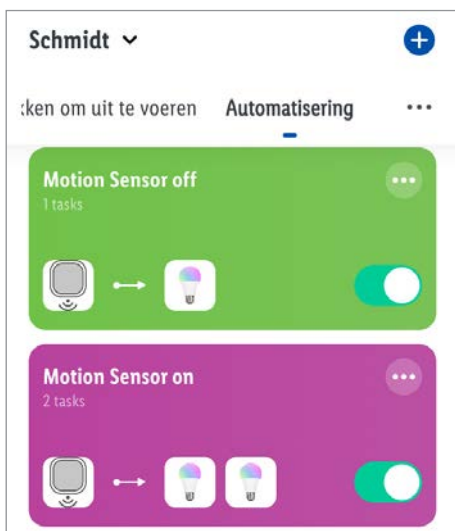 Schmidt
ken om uit te voeren Automatisering
Motion Sensor off
1 tasks
Motion Sensor on
2 tasks